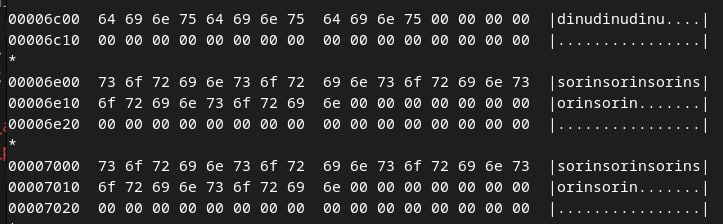 00006c00  64 69 6e 75 64 69 6e 75  64 69 6e 75 00 00 00 00  |dinudinudinu....|
00006c10  00 00 00 00 00 00 00 00  00 00 00 00 00 00 00 00  |................|
*
00006e00  73 6f 72 69 6e 73 6f 72  69 6e 73 6f 72 69 6e 73  |sorinsorinsorins|
00006e10  6f 72 69 6e 73 6f 72 69  6e 00 00 00 00 00 00 00  |orinsorin.......|
00006e20  00 00 00 00 00 00 00 00  00 00 00 00 00 00 00 00  |................|
*
00007000  73 6f 72 69 6e 73 6f 72  69 6e 73 6f 72 69 6e 73  |sorinsorinsorins|
00007010  6f 72 69 6e 73 6f 72 69  6e 00 00 00 00 00 00 00  |orinsorin.......|
00007020  00 00 00 00 00 00 00 00  00 00 00 00 00 00 00 00  |................|